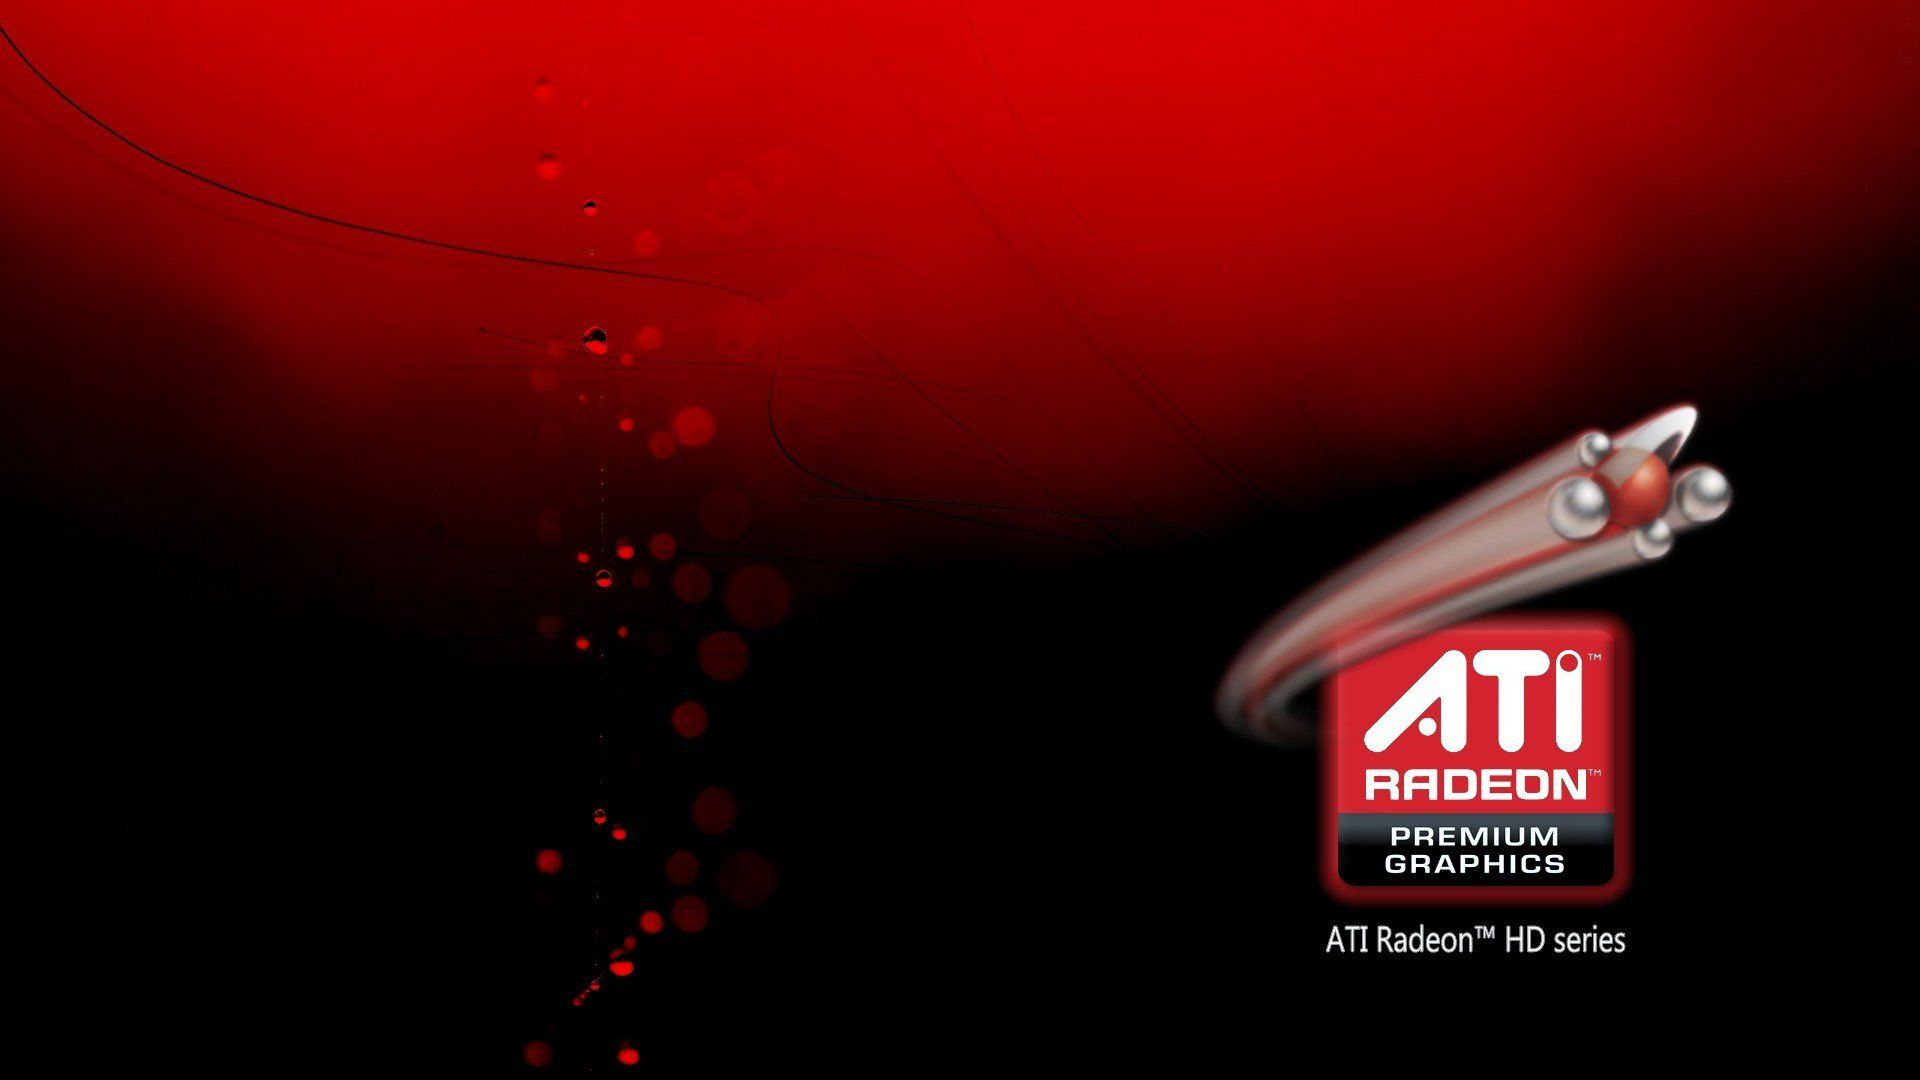 ATI™
RADEON™
PREMIUM
GRAPHICS
ATI Radeon™ HD series